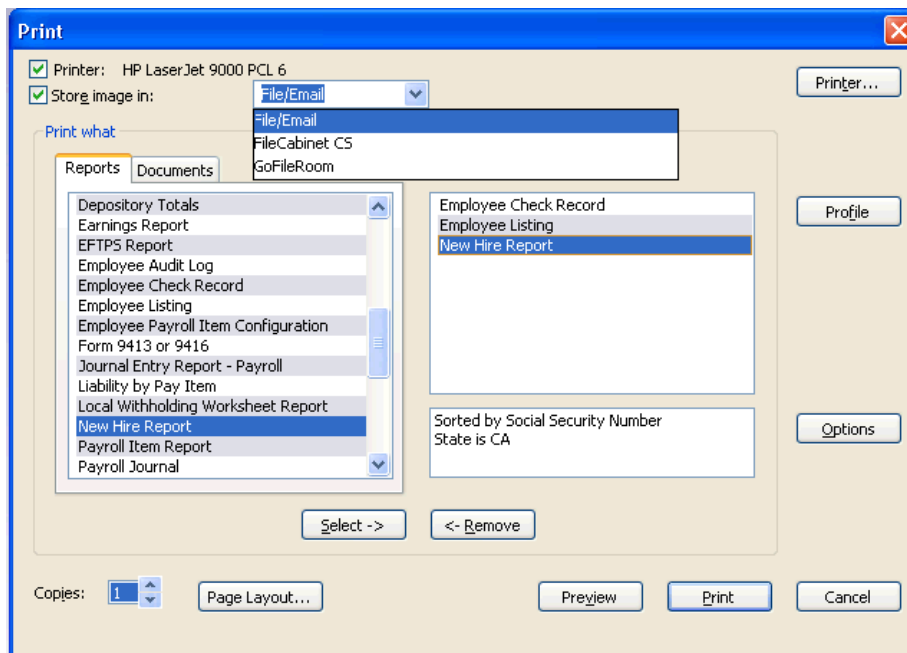 Print
Printer: HP LaserJet 9000 PCL 6
Store image in: File/Email
Printer...
File/Email
FileCabinet CS
GoFileRoom
Print what
Reports Documents
Depository Totals
Earnings Report
EFTPS Report
Employee Audit Log
Employee Check Record
Employee Listing
Employee Payroll Item Configuration
Form 9413 or 9416
Journal Entry Report - Payroll
Liability by Pay Item
Local Withholding Worksheet Report
New Hire Report
Payroll Item Report
Payroll Journal
Employee Check Record
Employee Listing
New Hire Report
Profile
Sorted by Social Security Number
State is CA
Options
Select -> <- Remove
Copies: 1 Page Layout... Preview Print Cancel